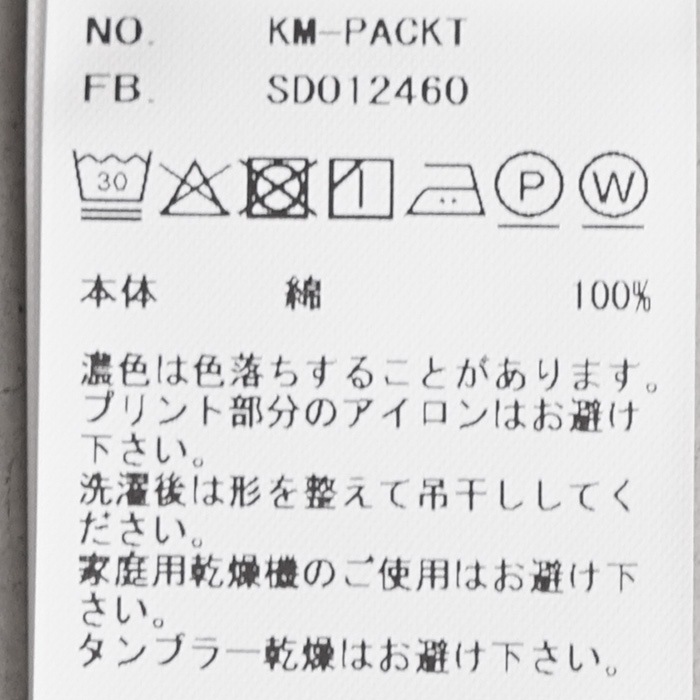 NO. KM-PACKT
FB. SD012460
30 P W
本体 綿 100%
濃色は色落ちすることがあります。
プリント部分のアイロンはお避け
下さい。
洗濯後は形を整えて吊干ししてく
ださい。
家庭用乾燥機のご使用はお避け下
さい。
タンブラー乾燥はお避け下さい。